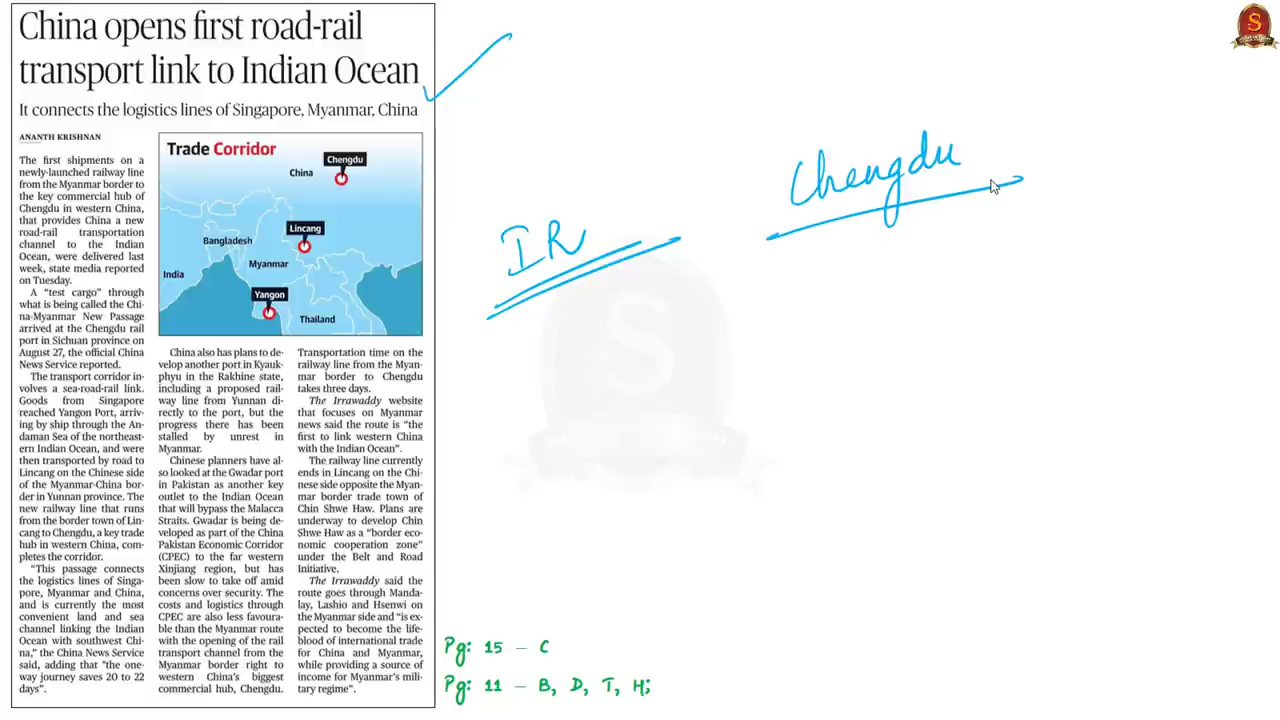 China opens first road-rail
transport link to Indian Ocean
It connects the logistics lines of Singapore, Myanmar, China
ANANTH KRISHNAN
The first shipments on a
newly-launched railway line
from the Myanmar border to
the key commercial hub of
Chengdu in western China,
that provides China a new
road-rail transportation
channel to the Indian
Ocean, were delivered last
week, state media reported
on Tuesday.
A “test cargo” through
what is being called the Chi-
na-Myanmar New Passage
arrived at the Chengdu rail
port in Sichuan province on
August 27, the official China
News Service reported.
The transport corridor in-
volves a sea-road-rail link.
Goods from Singapore
reached Yangon Port, arriv-
ing by ship through the An-
daman Sea of the northeast-
ern Indian Ocean, and were
then transported by road to
Lincang on the Chinese side
of the Myanmar-China bor-
der in Yunnan province. The
new railway line that runs
from the border town of Lin-
cang to Chengdu, a key trade
hub in western China, com-
pletes the corridor.
“This passage connects
the logistics lines of Singa-
pore, Myanmar and China,
and is currently the most
convenient land and sea
channel linking the Indian
Ocean with southwest Chi-
na,” the China News Service
said, adding that “the one-
way journey saves 20 to 22
days”.
Trade Corridor
Chengdu
China
Lincang
Bangladesh
Myanmar
India
Yangon
Thailand
China also has plans to de-
velop another port in Kyauk-
phyu in the Rakhine state,
including a proposed rail-
way line from Yunnan di-
rectly to the port, but the
progress there has been
stalled by unrest in
Myanmar.
Chinese planners have al-
so looked at the Gwadar port
in Pakistan as another key
outlet to the Indian Ocean
that will bypass the Malacca
Straits. Gwadar is being de-
veloped as part of the China
Pakistan Economic Corridor
(CPEC) to the far western
Xinjiang region, but has
been slow to take off amid
concerns over security. The
costs and logistics through
CPEC are also less favoura-
ble than the Myanmar route
with the opening of the rail
transport channel from the
Myanmar border right to
western China’s biggest
commercial hub, Chengdu.
Transportation time on the
railway line from the Myan-
mar border to Chengdu
takes three days.
The Irrawaddy website
that focuses on Myanmar
news said the route is “the
first to link western China
with the Indian Ocean”.
The railway line currently
ends in Lincang on the Chi-
nese side opposite the Myan-
mar border trade town of
Chin Shwe Haw. Plans are
underway to develop Chin
Shwe Haw as a “border eco-
nomic cooperation zone”
under the Belt and Road
Initiative.
The Irrawaddy said the
route goes through Manda-
lay, Lashio and Hsenwi on
the Myanmar side and “is ex-
pected to become the life-
blood of international trade
for China and Myanmar,
while providing a source of
income for Myanmar’s mili-
tary regime”.
IR
Chengdu
S
S
Pg: 15 – C
Pg: 11 – B, D, T, H;